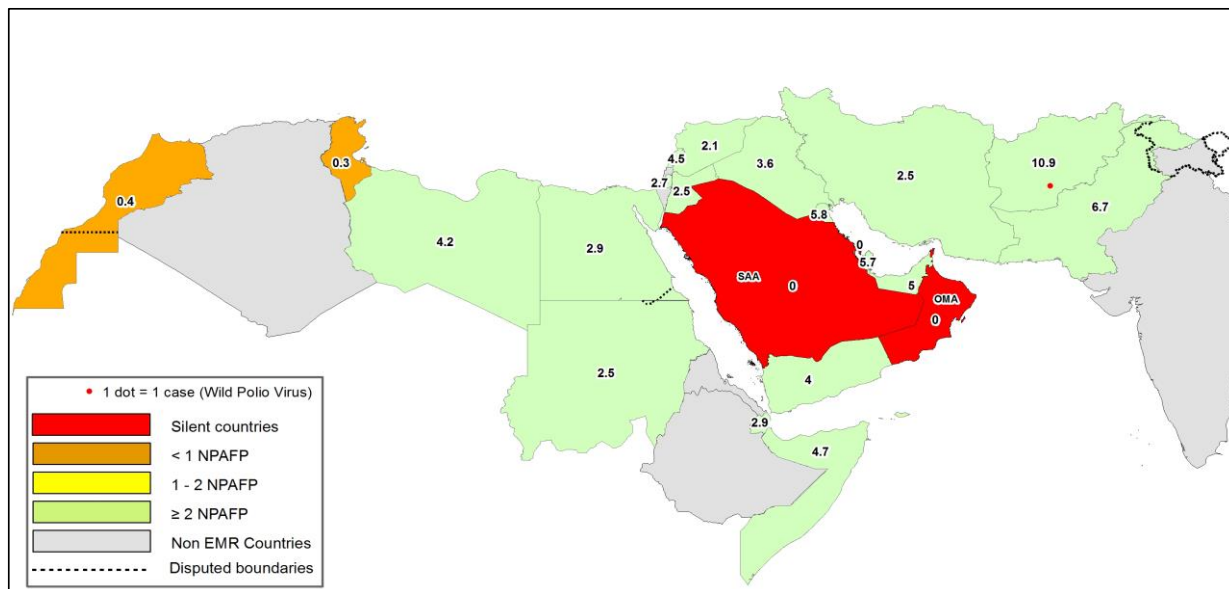 0.4
0.3
4.2
2.9
2.5
2.1
4.5
2.7
2.5
3.6
5.8
2.5
10.9
6.7
0
5.7
5
SAA
0
OMA
0
4
2.9
4.7
1 dot = 1 case (Wild Polio Virus)
Silent countries
< 1 NPAFP
1 - 2 NPAFP
≥ 2 NPAFP
Non EMR Countries
Disputed boundaries